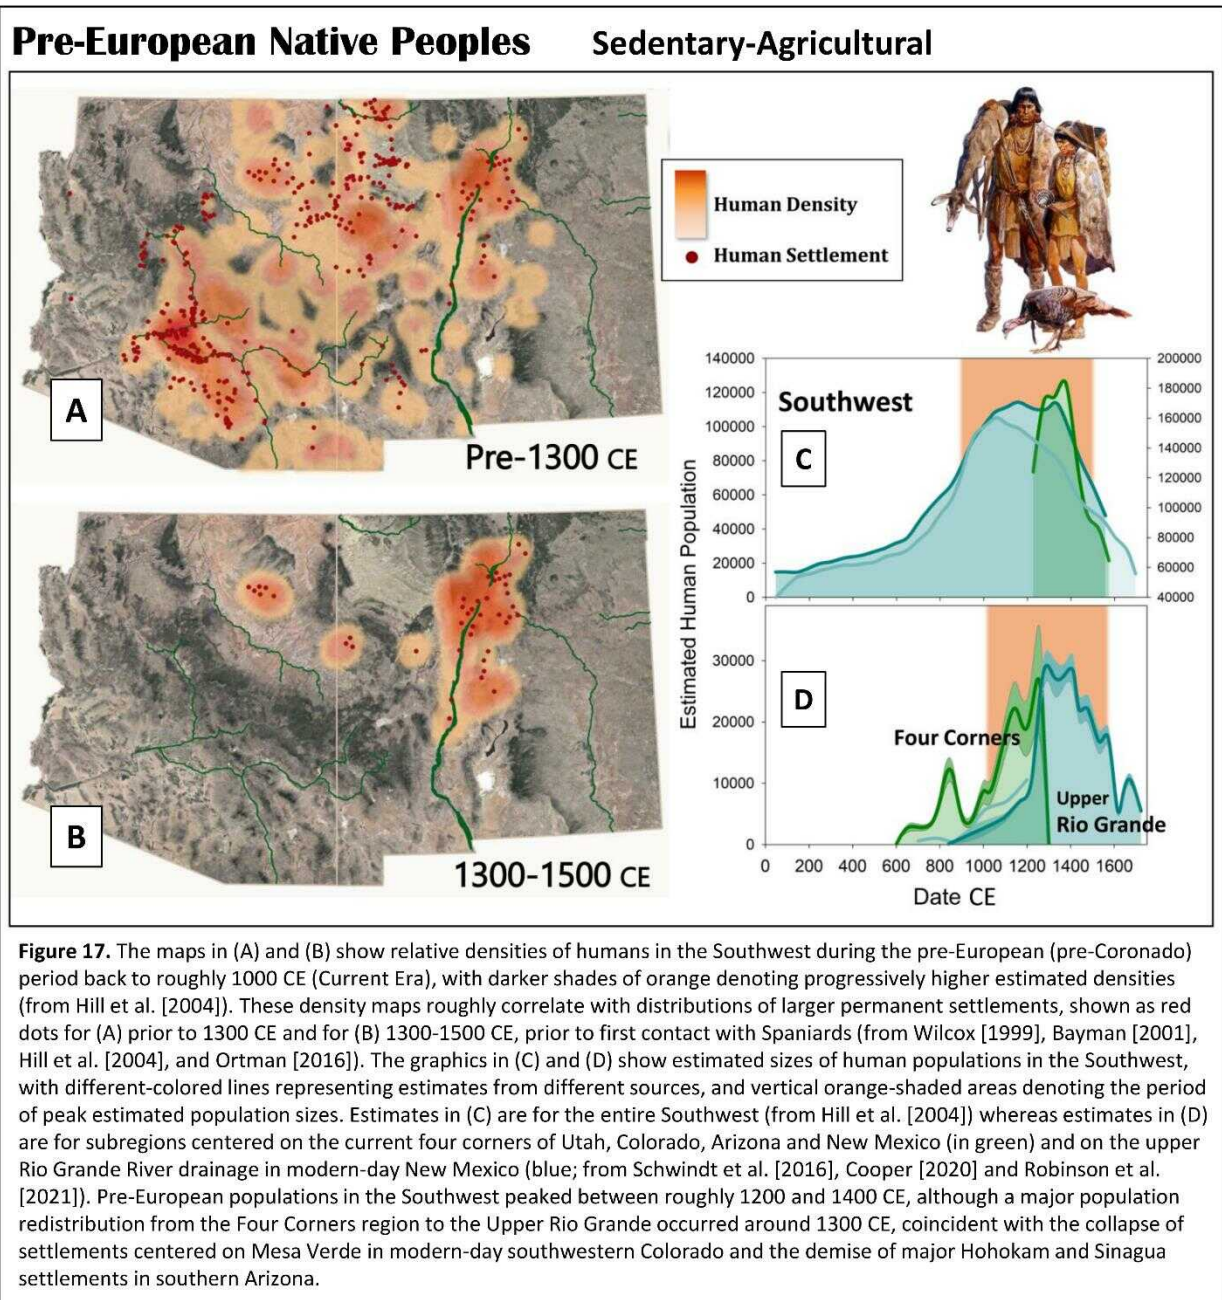 Pre-European Native Peoples Sedentary-Agricultural
Human Density
Human Settlement
A
Pre-1300 CE
B
1300-1500 CE
Estimated Human Population
140000
120000
100000
80000
60000
40000
20000
0
200000
180000
160000
140000
120000
100000
80000
60000
40000
Southwest
C
30000
20000
10000
0
D
Four Corners
Upper
Rio Grande
0 200 400 600 800 1000 1200 1400 1600
Date CE
Figure 17. The maps in (A) and (B) show relative densities of humans in the Southwest during the pre-European (pre-Coronado)
period back to roughly 1000 CE (Current Era), with darker shades of orange denoting progressively higher estimated densities
(from Hill et al. [2004]). These density maps roughly correlate with distributions of larger permanent settlements, shown as red
dots for (A) prior to 1300 CE and for (B) 1300-1500 CE, prior to first contact with Spaniards (from Wilcox [1999], Bayman [2001],
Hill et al. [2004], and Ortman [2016]). The graphics in (C) and (D) show estimated sizes of human populations in the Southwest,
with different-colored lines representing estimates from different sources, and vertical orange-shaded areas denoting the period
of peak estimated population sizes. Estimates in (C) are for the entire Southwest (from Hill et al. [2004]) whereas estimates in (D)
are for subregions centered on the current four corners of Utah, Colorado, Arizona and New Mexico (in green) and on the upper
Rio Grande River drainage in modern-day New Mexico (blue; from Schwindt et al. [2016], Cooper [2020] and Robinson et al.
[2021]). Pre-European populations in the Southwest peaked between roughly 1200 and 1400 CE, although a major population
redistribution from the Four Corners region to the Upper Rio Grande occurred around 1300 CE, coincident with the collapse of
settlements centered on Mesa Verde in modern-day southwestern Colorado and the demise of major Hohokam and Sinagua
settlements in southern Arizona.